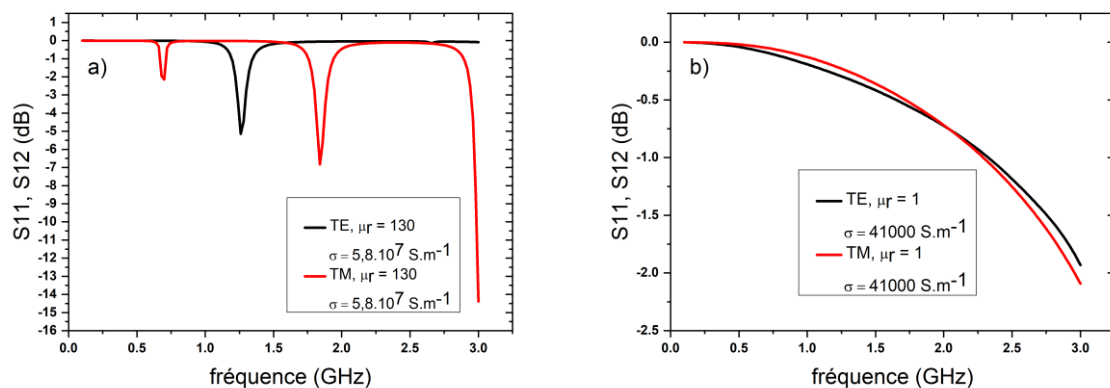 1
0
-1
-2
-3
-4
-5
-6
-7
-8
-9
-10
-11
-12
-13
-14
-15
-16
S11, S12 (dB)
a)
TE, μr = 130
σ = 5,8.10⁷ S.m⁻¹
TM, μr = 130
σ = 5,8.10⁷ S.m⁻¹
0.0 0.5 1.0 1.5 2.0 2.5 3.0
fréquence (GHz)
0.0
-0.5
-1.0
-1.5
-2.0
-2.5
S11, S12 (dB)
b)
TE, μr = 1
σ = 41000 S.m⁻¹
TM, μr = 1
σ = 41000 S.m⁻¹
0.0 0.5 1.0 1.5 2.0 2.5 3.0
fréquence (GHz)